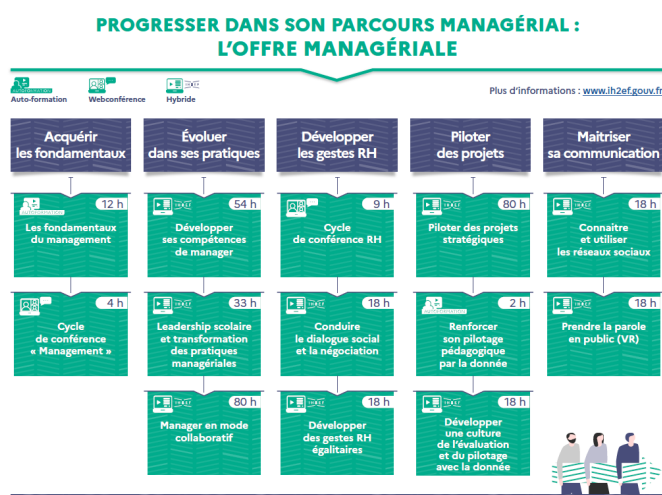 PROGRESSER DANS SON PARCOURS MANAGÉRIAL :
L’OFFRE MANAGÉRIALE
Auto-formation
Webconférence
Hybride
Plus d’informations : www.ih2ef.gouv.fr
Acquérir
les fondamentaux
Évoluer
dans ses pratiques
Développer
les gestes RH
Piloter
des projets
Maitriser
sa communication
12 h
Les fondamentaux
du management
54 h
Développer
ses compétences
de manager
9 h
Cycle
de conférence RH
80 h
Piloter des projets
stratégiques
18 h
Connaitre
et utiliser
les réseaux sociaux
4 h
Cycle
de conférence
« Management »
33 h
Leadership scolaire
et transformation
des pratiques
managériales
18 h
Conduire
le dialogue social
et la négociation
2 h
Renforcer
son pilotage
pédagogique
par la donnée
18 h
Prendre la parole
en public (VR)
80 h
Manager en mode
collaboratif
18 h
Développer
des gestes RH
égalitaires
18 h
Développer
une culture
de l’évaluation
et du pilotage
avec la donnée